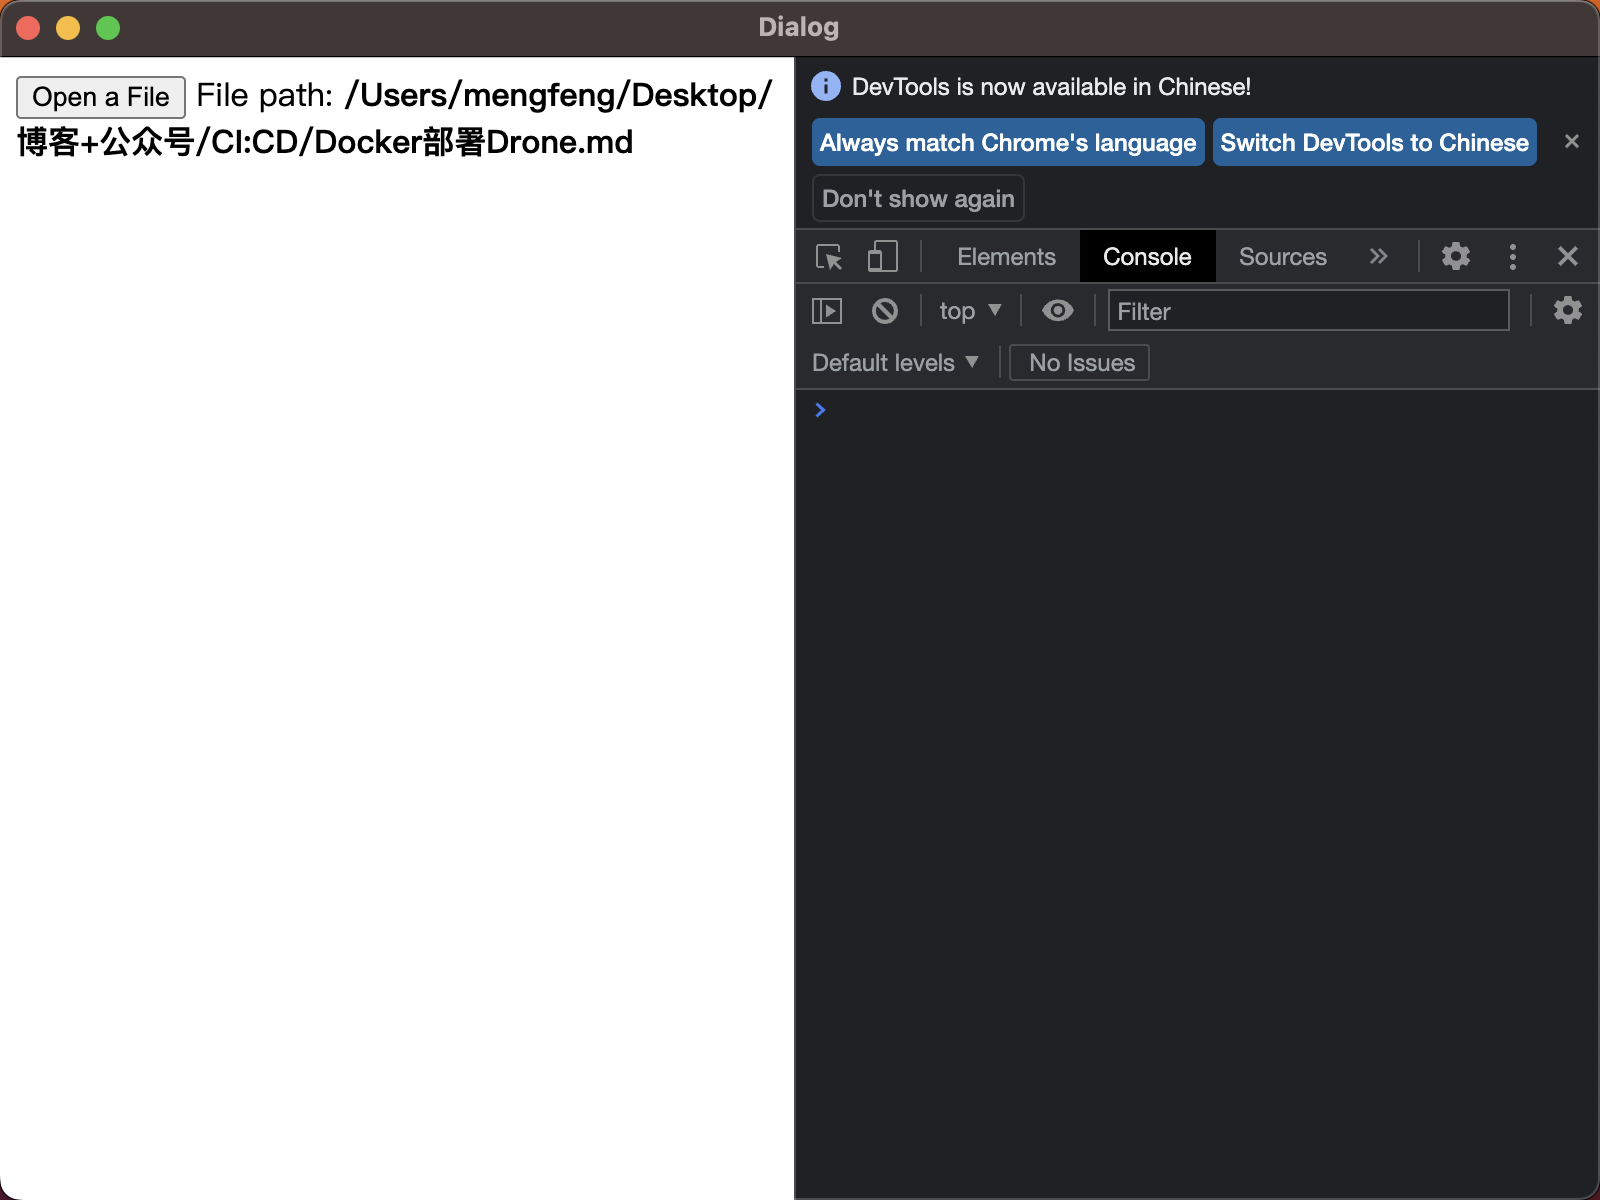 Dialog
Open a File File path: /Users/mengfeng/Desktop/
博客+公众号/CI:CD/Docker部署Drone.md
DevTools is now available in Chinese!
Always match Chrome's language Switch DevTools to Chinese
Don't show again
Elements Console Sources
top Filter
Default levels No Issues